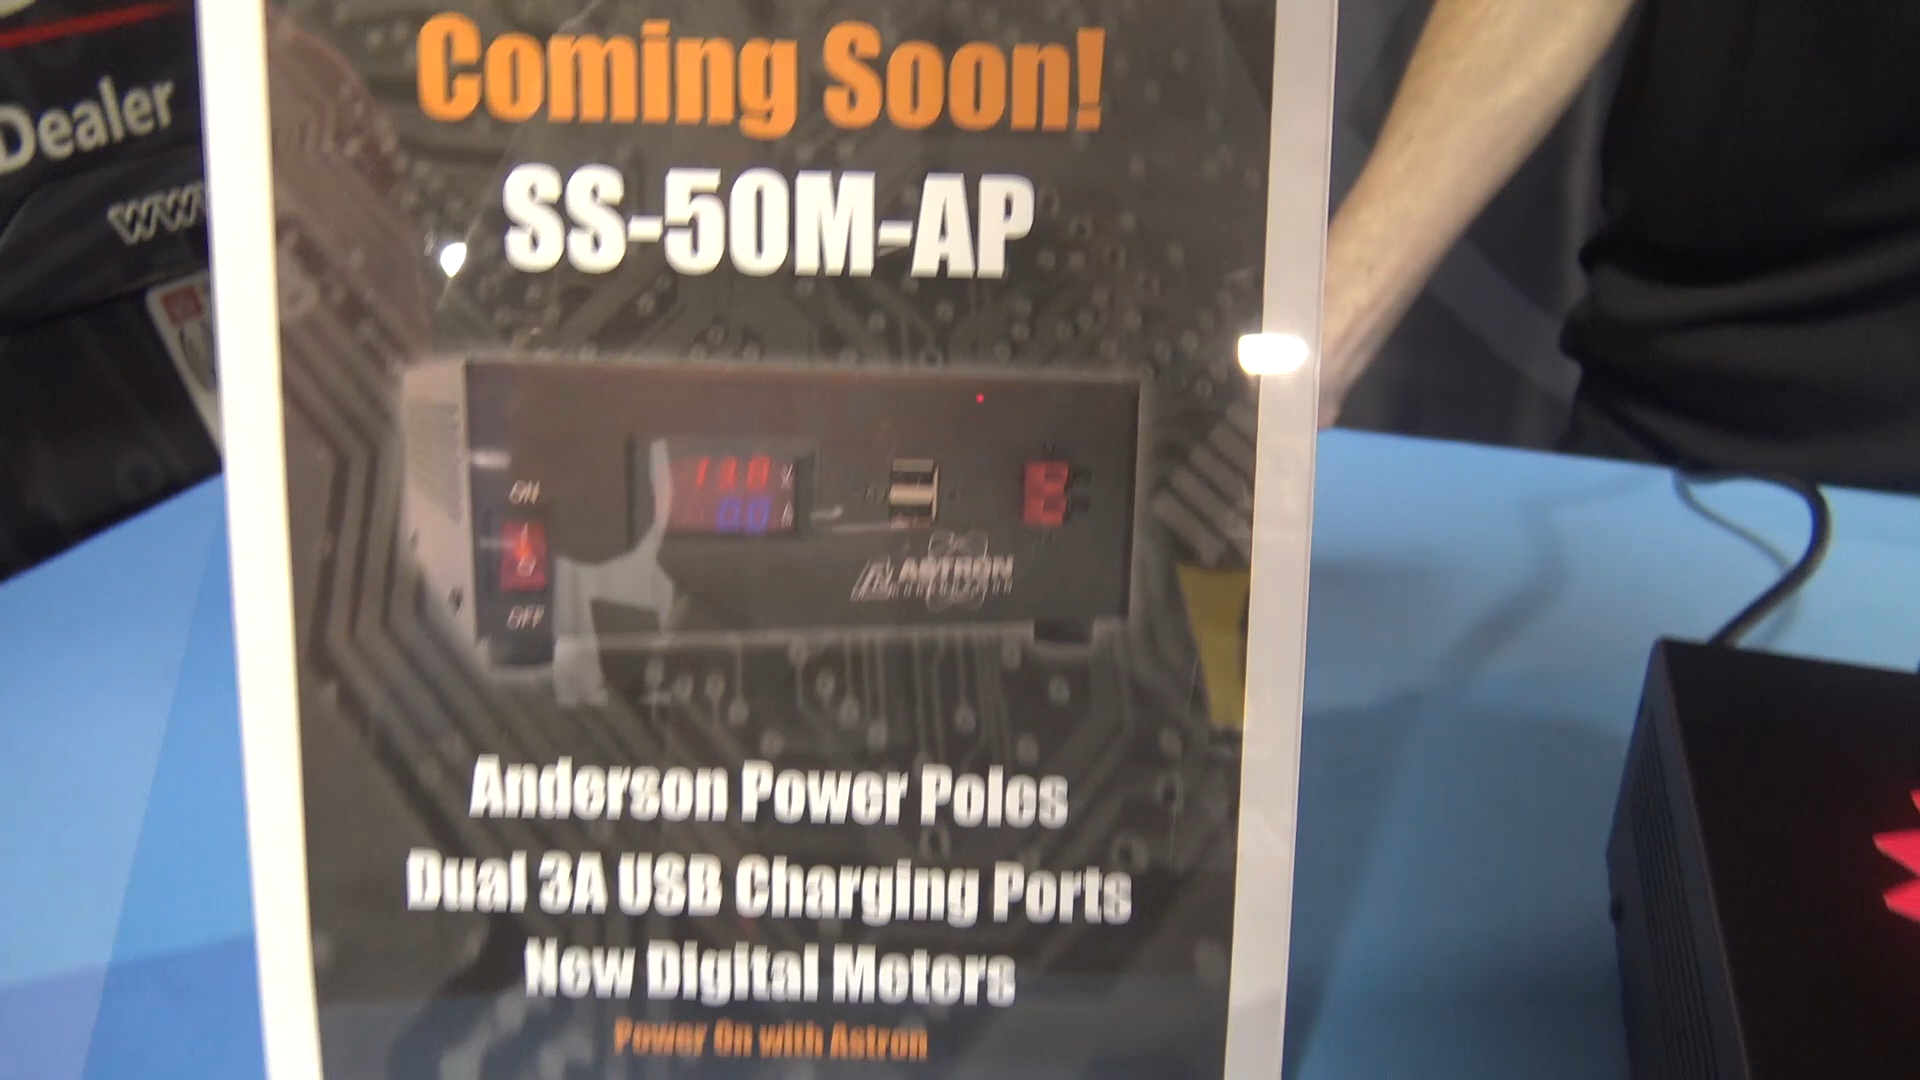 Dealer
Coming Soon!
SS-50M-AP
ON
OFF
ASTRON
Anderson Power Poles
Dual 3A USB Charging Ports
New Digital Meters
Power On with Astron